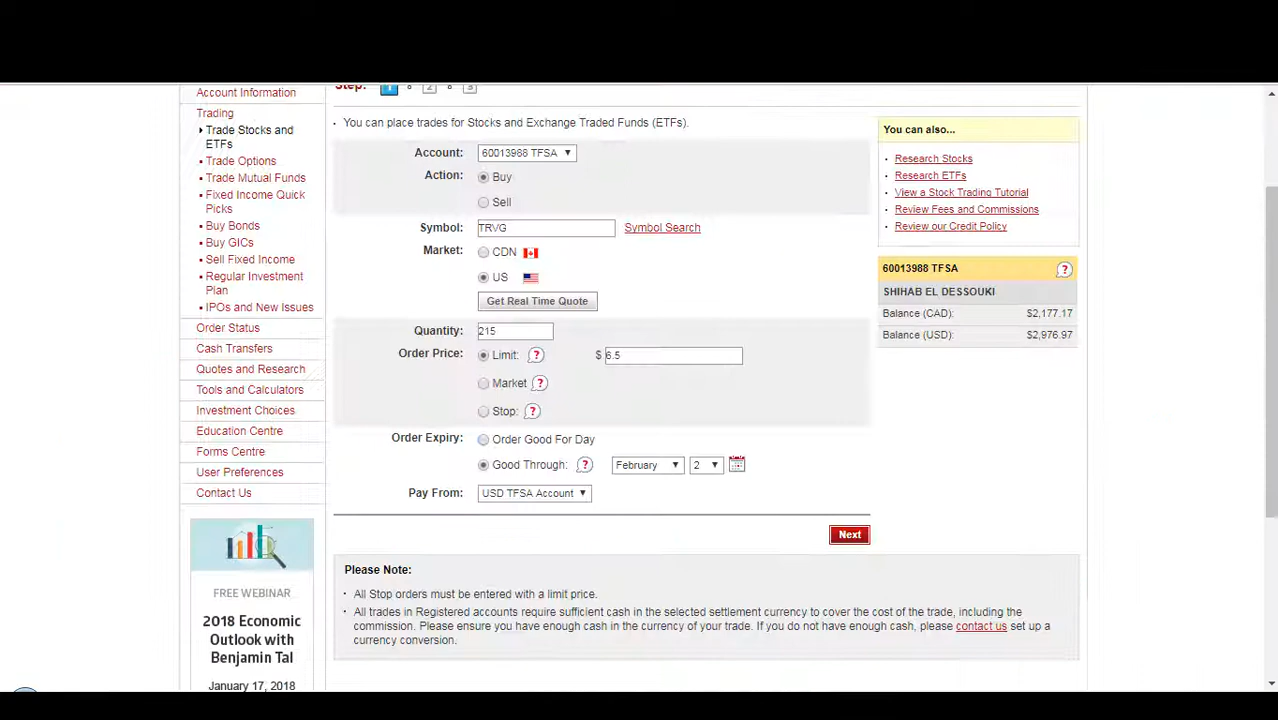 Step: 1 2 3
Account Information
Trading
Trade Stocks and
ETFs
Trade Options
Trade Mutual Funds
Fixed Income Quick
Picks
Buy Bonds
Buy GICs
Sell Fixed Income
Regular Investment
Plan
IPOs and New Issues
Order Status
Cash Transfers
Quotes and Research
Tools and Calculators
Investment Choices
Education Centre
Forms Centre
User Preferences
Contact Us
FREE WEBINAR
2018 Economic
Outlook with
Benjamin Tal
January 17, 2018
You can place trades for Stocks and Exchange Traded Funds (ETFs).
Account: 60013988 TFSA
Action: Buy
Sell
Symbol: TRVG Symbol Search
Market: CDN
US
Get Real Time Quote
Quantity: 215
Order Price: Limit: ? $ 6.5
Market ?
Stop: ?
Order Expiry: Order Good For Day
Good Through: ? February 2
Pay From: USD TFSA Account
Next
Please Note:
All Stop orders must be entered with a limit price.
All trades in Registered accounts require sufficient cash in the selected settlement currency to cover the cost of the trade, including the
commission. Please ensure you have enough cash in the currency of your trade. If you do not have enough cash, please contact us set up a
currency conversion.
You can also...
Research Stocks
Research ETFs
View a Stock Trading Tutorial
Review Fees and Commissions
Review our Credit Policy
60013988 TFSA ?
SHIHAB EL DESSOUKI
Balance (CAD): $2,177.17
Balance (USD): $2,976.97